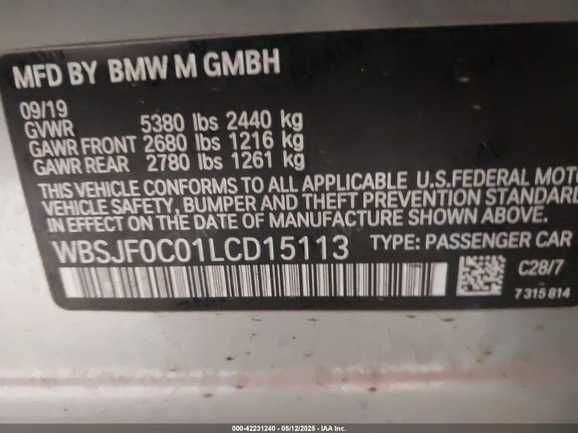 MFD BY BMW M GMBH
09/19
GVWR 5380 lbs 2440 kg
GAWR FRONT 2680 lbs 1216 kg
GAWR REAR 2780 lbs 1261 kg
THIS VEHICLE CONFORMS TO ALL APPLICABLE U.S.FEDERAL MOTO
VEHICLE SAFETY, BUMPER AND THEFT PREVENTION STANDARD
IN EFFECT ON THE DATE OF MANUFACTURE SHOWN ABOVE.
WBSJF0C01LCD15113 TYPE: PASSENGER CAR
C28/7
7 315 814
000-42231240 - 05/12/2025 - IAA Inc.